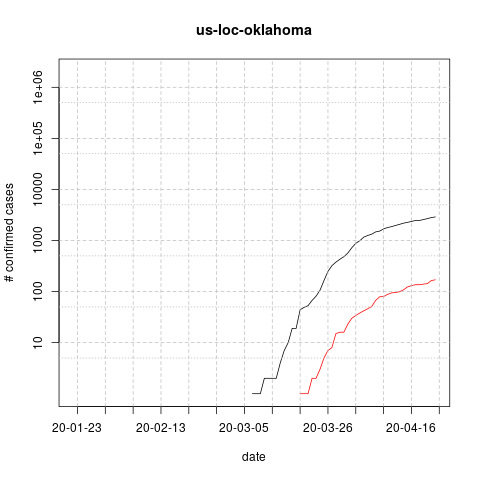 us-loc-oklahoma
# confirmed cases
1e+06
1e+05
10000
1000
100
10
20-01-23
20-02-13
20-03-05
20-03-26
20-04-16
date